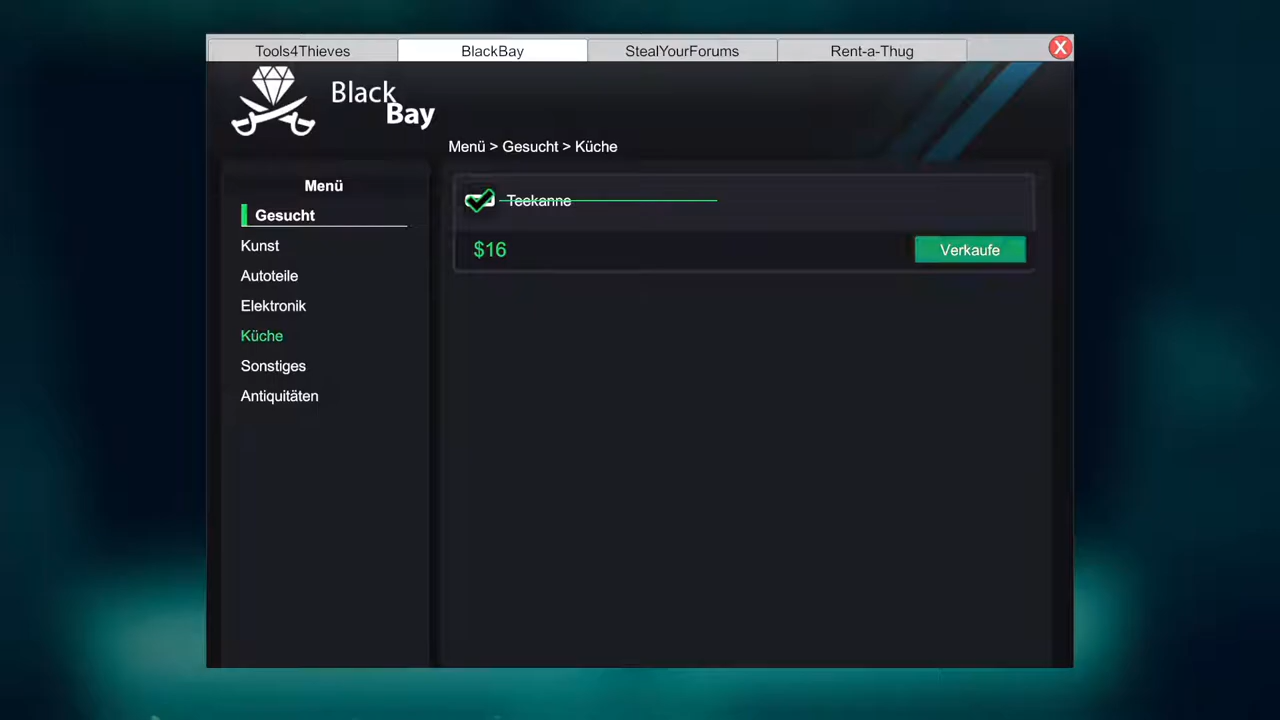 Tools4Thieves
BlackBay
StealYourForums
Rent-a-Thug
X
Black
Bay
Menü > Gesucht > Küche
Menü
Gesucht
Kunst
Autoteile
Elektronik
Küche
Sonstiges
Antiquitäten
Teekanne
$16
Verkaufe